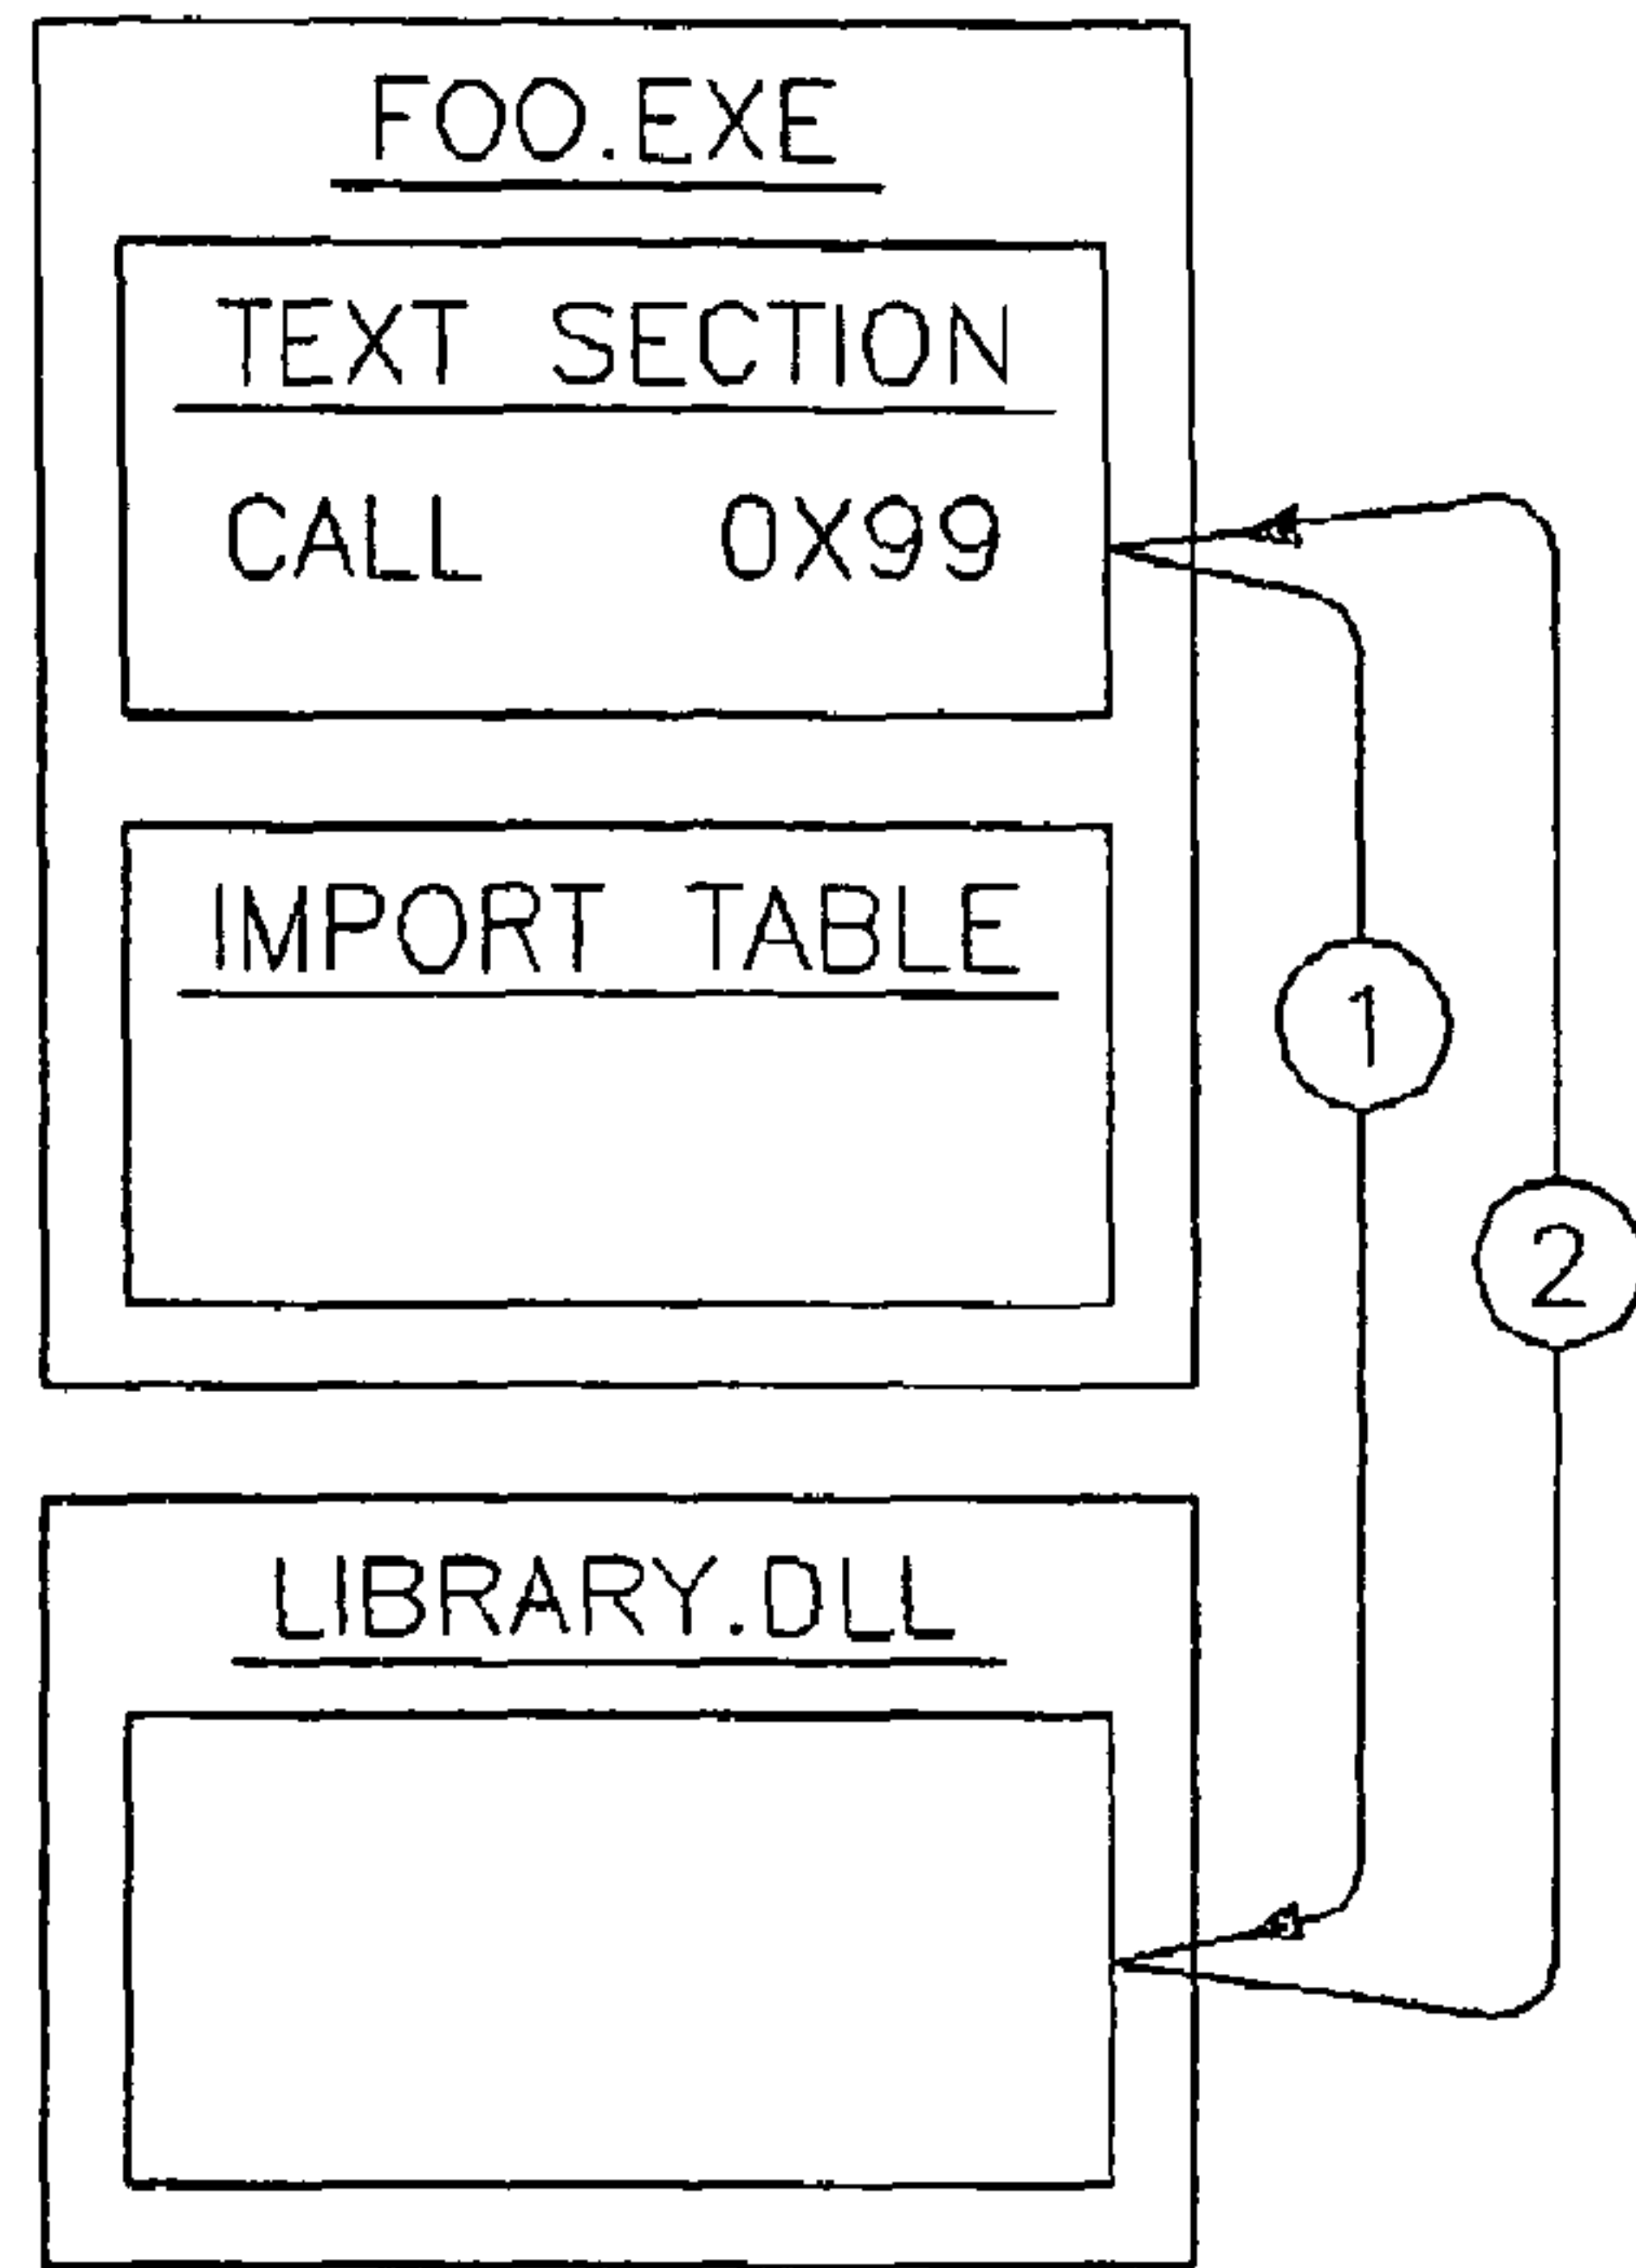 FOO.EXE
TEXT SECTION
CALL 0X99
IMPORT TABLE
1
2
LIBRARY.DLL